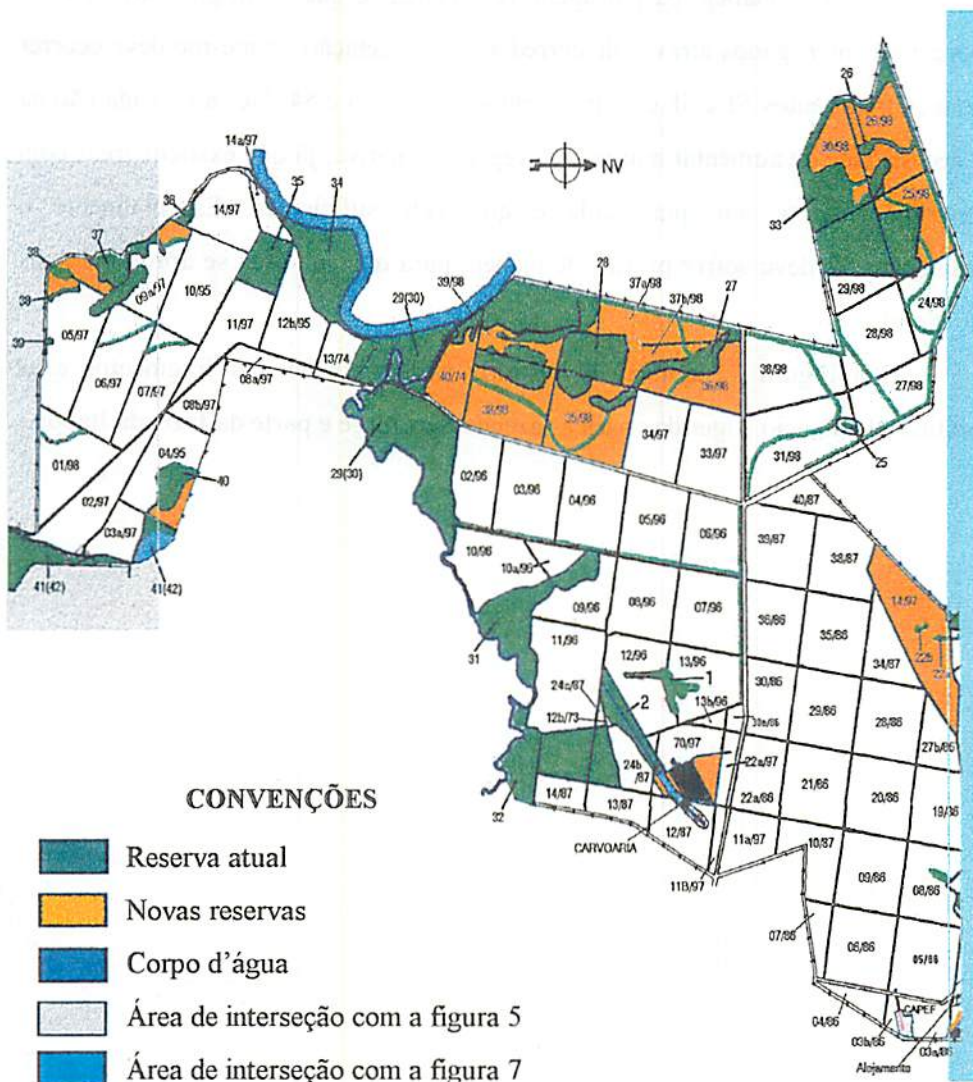 26
26/98
30/98
25/98
33
29/98
24/98
28/98
27/98
25
14a/97
35
34
NV
14/97
36
37
38
39
09a/97
10/95
05/97
11/97
12b/95
06/97
07/97
08a/97
13/74
08b/97
04/95
01/98
40
02/97
03a/97
41(42)
41(42)
39/98
29(30)
28
37a/98
37b/98
27
40/74
36/98
35/98
38/98
34/97
33/97
31/98
29(30)
02/96
03/96
04/96
05/96
06/96
40/87
39/87
38/87
10/96
10a/96
09/96
08/96
07/96
36/86
35/86
34/87
14/97
22b
31
11/96
12/96
13/96
1
24c/87
2
13b/96
12b/73
30/86
29/86
28/86
27b/86
70/97
22a/97
24b
/87
22a/86
21/86
20/86
19/86
14/87
13/87
12/87
32
CARVOARIA
11a/97
11B/97
10/87
09/86
08/86
07/86
06/86
05/86
04/86
03b/86
CAPEF
03a/86
Alojamento
CONVENÇÕES
Reserva atual
Novas reservas
Corpo d'água
Área de interseção com a figura 5
Área de interseção com a figura 7